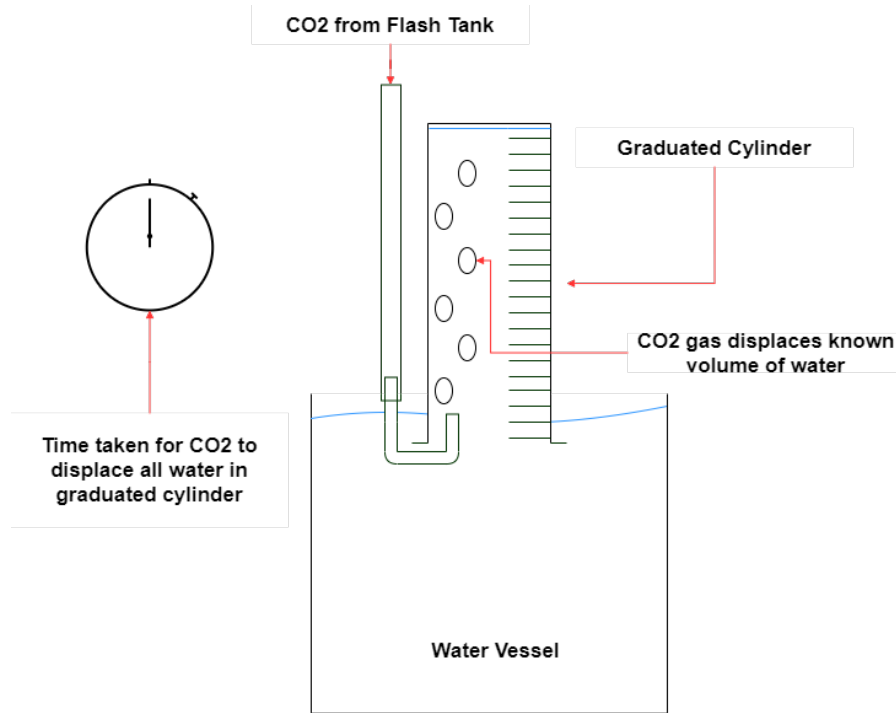 CO2 from Flash Tank
Graduated Cylinder
CO2 gas displaces known
volume of water
Time taken for CO2 to
displace all water in
graduated cylinder
Water Vessel